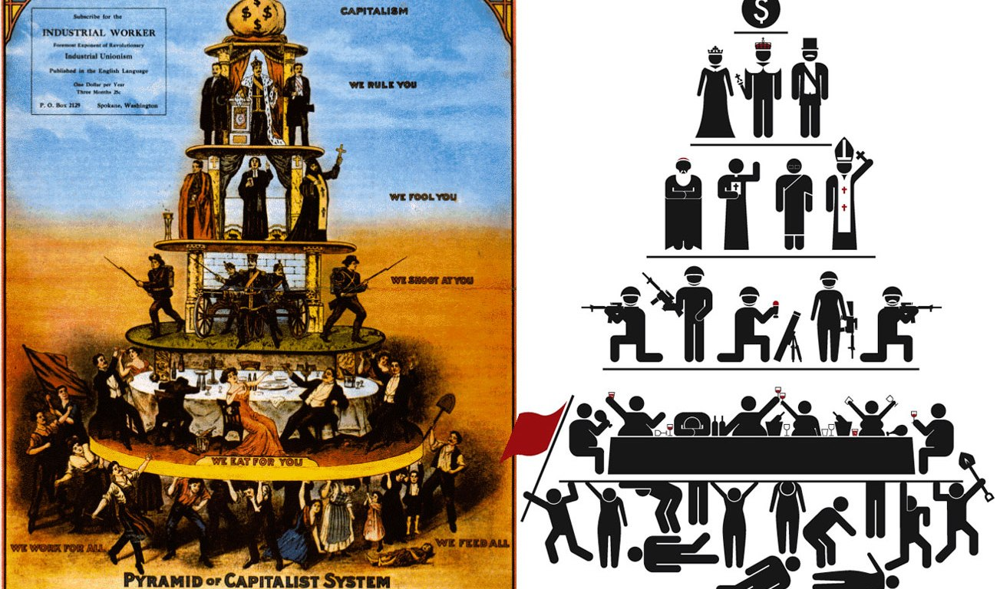 Subscribe for the
INDUSTRIAL WORKER
Foremost Exponent of Revolutionary
Industrial Unionism
Published in the English Language
One Dollar per Year
Three Months 25c
P. O. Box 2129 Spokane, Washington
$ $ $
CAPITALISM
WE RULE YOU
WE FOOL YOU
WE SHOOT AT YOU
WE EAT FOR YOU
WE WORK FOR ALL
WE FEED ALL
PYRAMID OF CAPITALIST SYSTEM
$